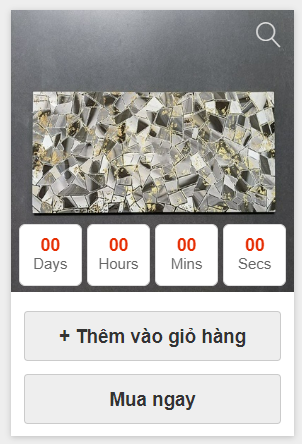 00 00 00 00
Days Hours Mins Secs
+ Thêm vào giỏ hàng
Mua ngay